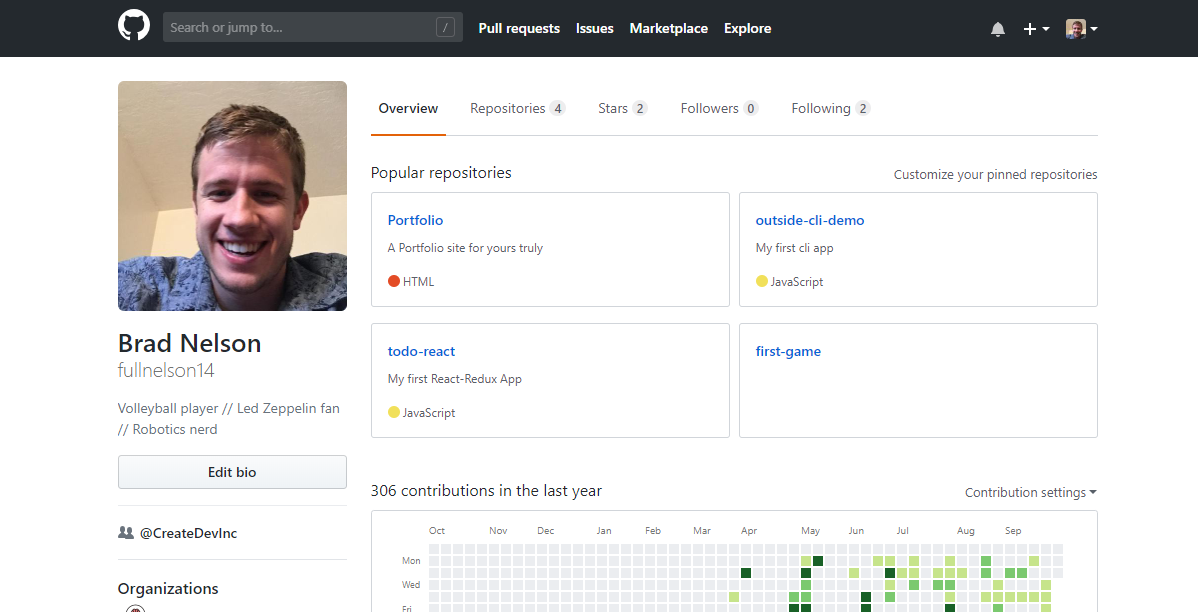 Search or jump to...
/
Pull requests
Issues
Marketplace
Explore
Overview
Repositories 4
Stars 2
Followers 0
Following 2
Popular repositories
Customize your pinned repositories
Portfolio
A Portfolio site for yours truly
HTML
outside-cli-demo
My first cli app
JavaScript
todo-react
My first React-Redux App
JavaScript
first-game
Brad Nelson
fullnelson14
Volleyball player // Led Zeppelin fan
// Robotics nerd
Edit bio
@CreateDevInc
Organizations
306 contributions in the last year
Contribution settings
Oct Nov Dec Jan Feb Mar Apr May Jun Jul Aug Sep
Mon
Wed
Fri